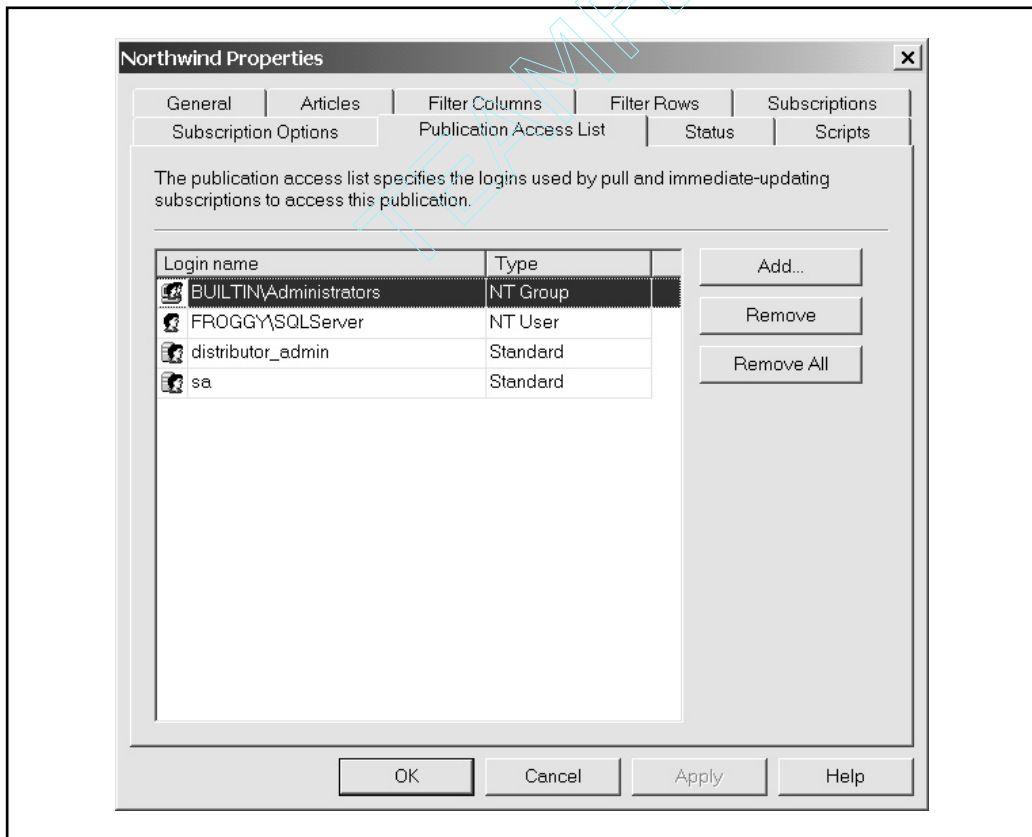 Northwind Properties
General Articles Filter Columns Filter Rows Subscriptions
Subscription Options Publication Access List Status Scripts
The publication access list specifies the logins used by pull and immediate-updating
subscriptions to access this publication.
Login name Type
BUILTIN\Administrators NT Group
FROGGY\SQLServer NT User
distributor_admin Standard
sa Standard
Add...
Remove
Remove All
OK Cancel Apply Help